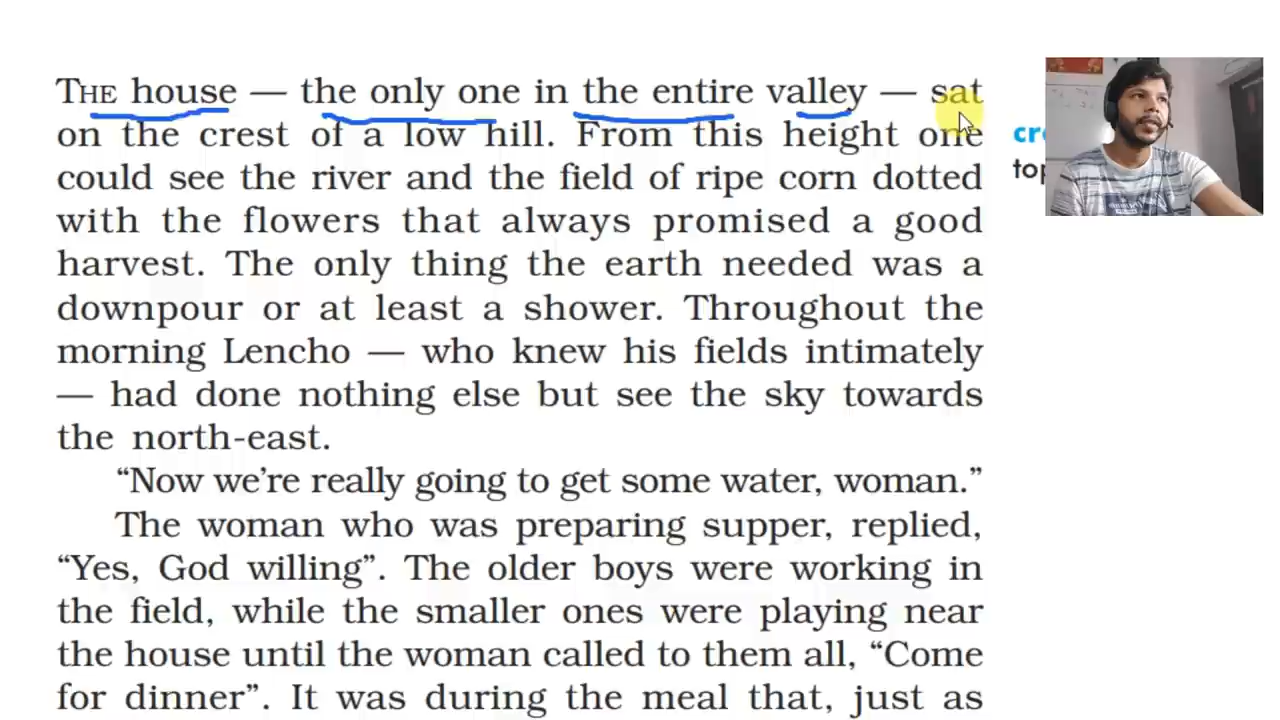 THE house — the only one in the entire valley — sat
on the crest of a low hill. From this height one
could see the river and the field of ripe corn dotted
with the flowers that always promised a good
harvest. The only thing the earth needed was a
downpour or at least a shower. Throughout the
morning Lencho — who knew his fields intimately
— had done nothing else but see the sky towards
the north-east.
“Now we’re really going to get some water, woman.”
The woman who was preparing supper, replied,
“Yes, God willing”. The older boys were working in
the field, while the smaller ones were playing near
the house until the woman called to them all, “Come
for dinner”. It was during the meal that, just as